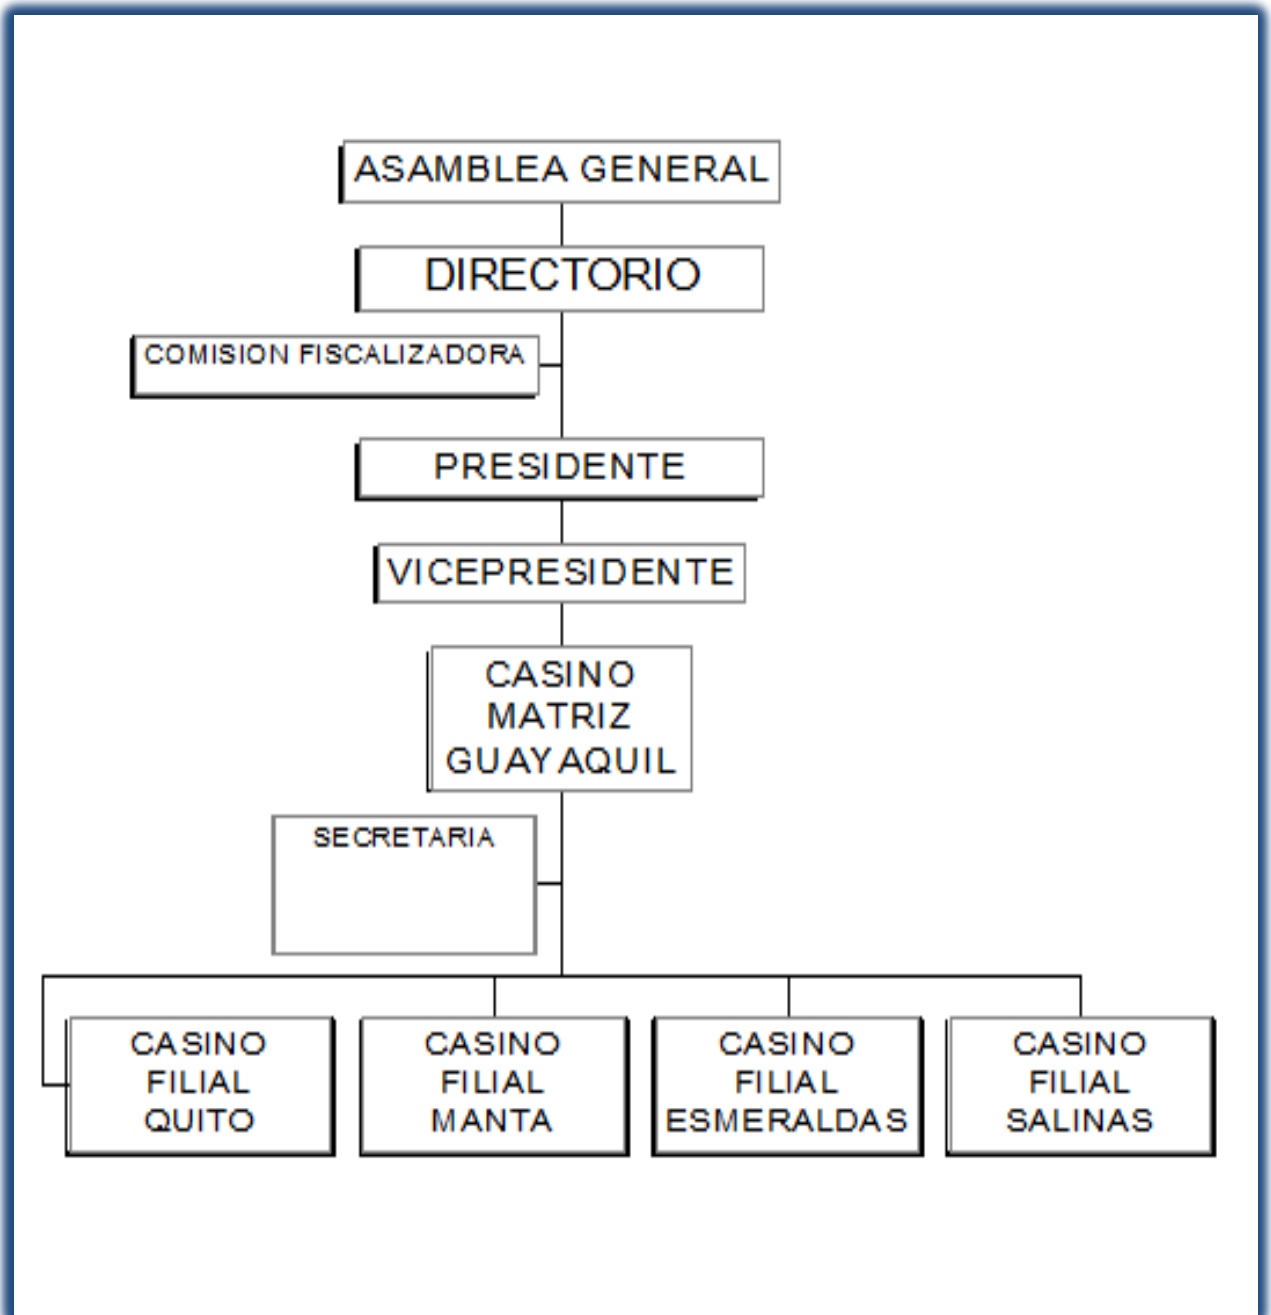 ASAMBLEA GENERAL
DIRECTORIO
COMISION FISCALIZADORA
PRESIDENTE
VICEPRESIDENTE
CASINO
MATRIZ
GUAYAQUIL
SECRETARIA
CASINO
FILIAL
QUITO
CASINO
FILIAL
MANTA
CASINO
FILIAL
ESMERALDAS
CASINO
FILIAL
SALINAS